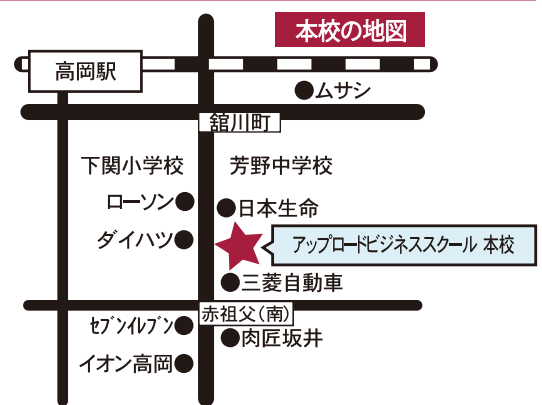 本校の地図
高岡駅
ムサシ
舘川町
下関小学校
芳野中学校
ローソン
日本生命
ダイハツ
アップロードビジネススクール 本校
三菱自動車
赤祖父(南)
ｾﾌﾞﾝｲﾚﾌﾞﾝ
肉匠坂井
イオン高岡